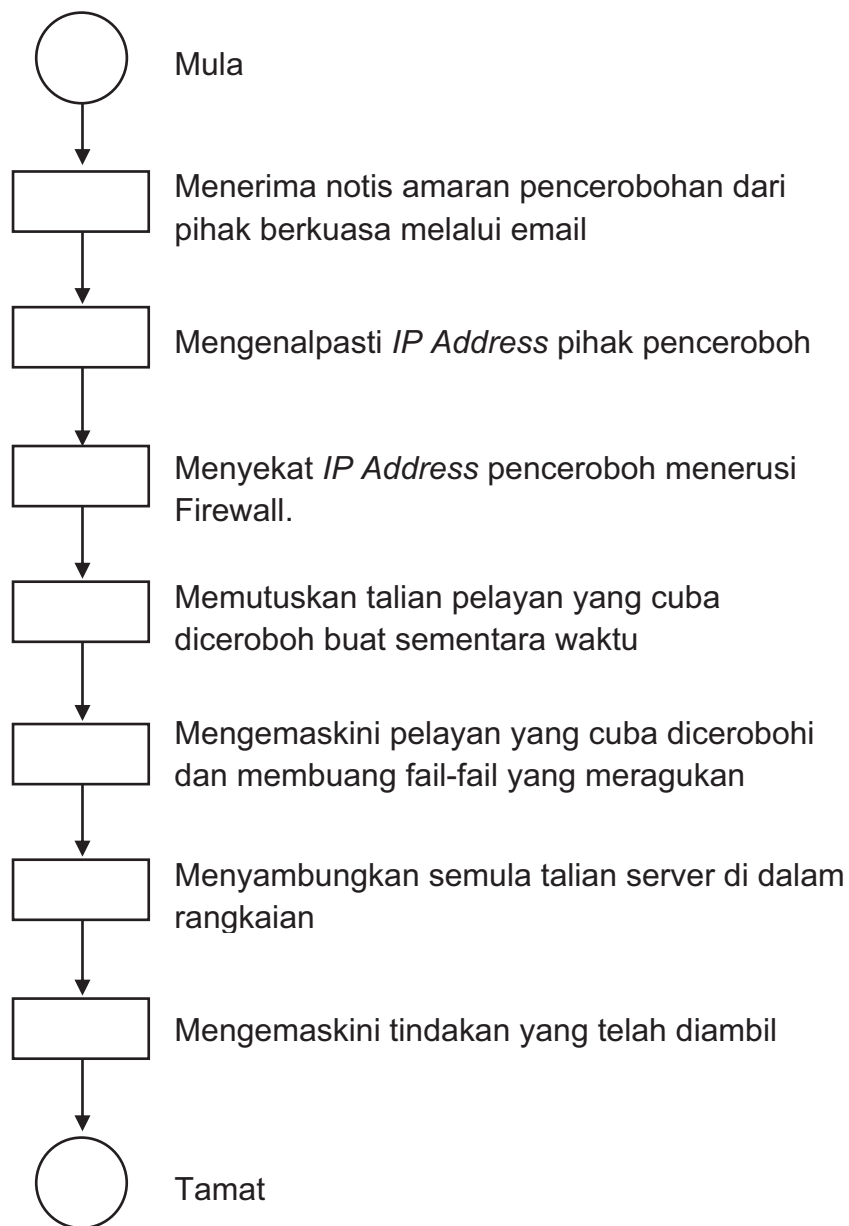 Mula
Menerima notis amaran pencerobohan dari
pihak berkuasa melalui email
Mengenalpasti IP Address pihak penceroboh
Menyekat IP Address penceroboh menerusi
Firewall.
Memutuskan talian pelayan yang cuba
diceroboh buat sementara waktu
Mengemaskini pelayan yang cuba dicerobohi
dan membuang fail-fail yang meragukan
Menyambungkan semula talian server di dalam
rangkaian
Mengemaskini tindakan yang telah diambil
Tamat